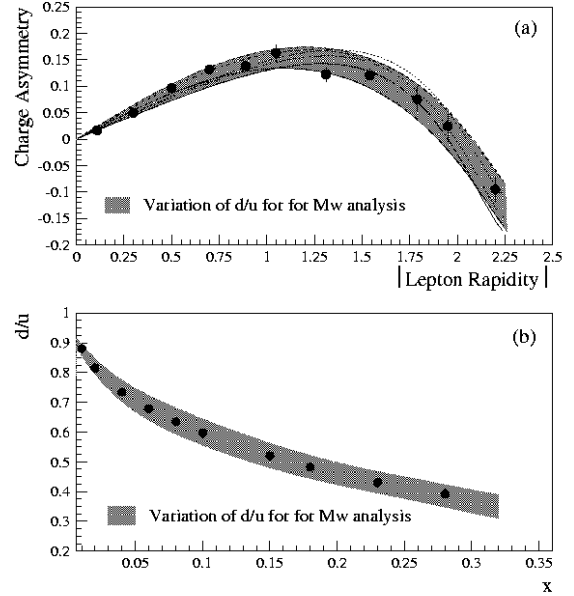 (a)
Charge Asymmetry
0.25
0.2
0.15
0.1
0.05
0
-0.05
-0.1
-0.15
-0.2
Variation of d/u for for Mw analysis
0 0.25 0.5 0.75 1 1.25 1.5 1.75 2 2.25 2.5
|Lepton Rapidity|
(b)
d/u
1
0.9
0.8
0.7
0.6
0.5
0.4
0.3
0.2
Variation of d/u for for Mw analysis
0.05 0.1 0.15 0.2 0.25 0.3 0.35
x